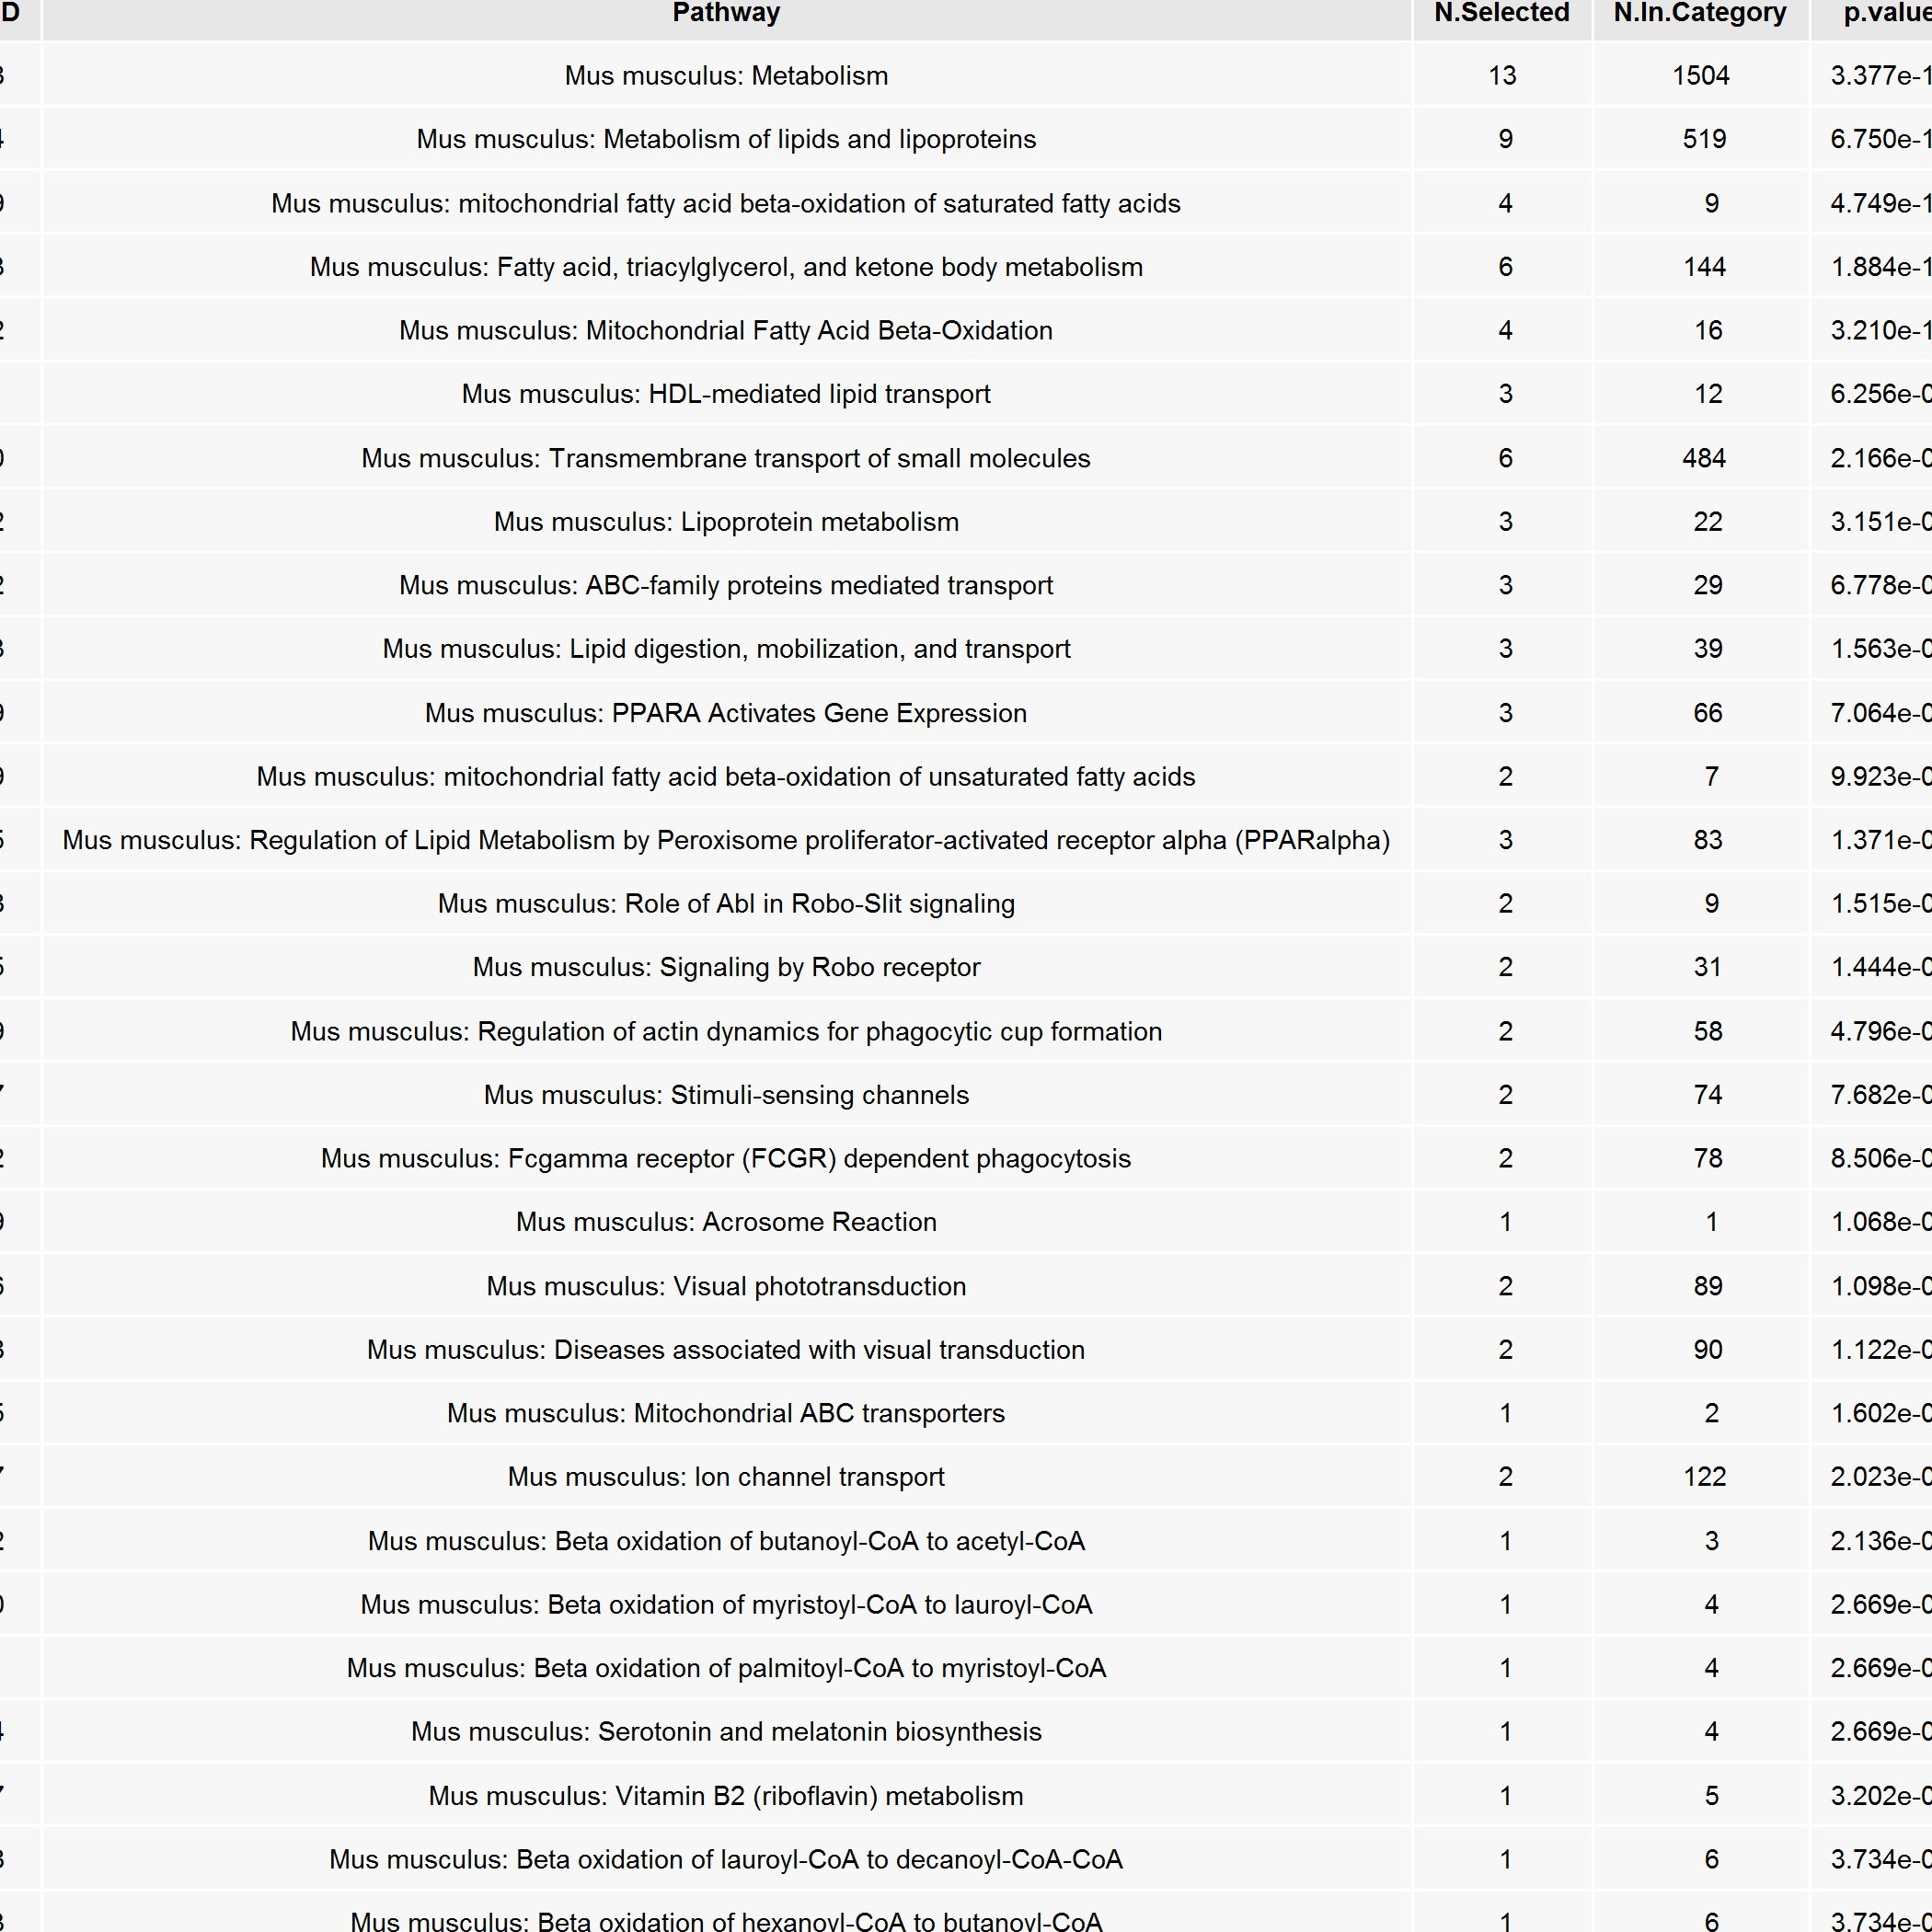 D Pathway N.Selected N.In.Category p.value
3 Mus musculus: Metabolism 13 1504 3.377e-1
4 Mus musculus: Metabolism of lipids and lipoproteins 9 519 6.750e-1
9 Mus musculus: mitochondrial fatty acid beta-oxidation of saturated fatty acids 4 9 4.749e-1
3 Mus musculus: Fatty acid, triacylglycerol, and ketone body metabolism 6 144 1.884e-1
2 Mus musculus: Mitochondrial Fatty Acid Beta-Oxidation 4 16 3.210e-1
Mus musculus: HDL-mediated lipid transport 3 12 6.256e-0
0 Mus musculus: Transmembrane transport of small molecules 6 484 2.166e-0
2 Mus musculus: Lipoprotein metabolism 3 22 3.151e-0
2 Mus musculus: ABC-family proteins mediated transport 3 29 6.778e-0
3 Mus musculus: Lipid digestion, mobilization, and transport 3 39 1.563e-0
9 Mus musculus: PPARA Activates Gene Expression 3 66 7.064e-0
9 Mus musculus: mitochondrial fatty acid beta-oxidation of unsaturated fatty acids 2 7 9.923e-0
5 Mus musculus: Regulation of Lipid Metabolism by Peroxisome proliferator-activated receptor alpha (PPARalpha) 3 83 1.371e-0
3 Mus musculus: Role of Abl in Robo-Slit signaling 2 9 1.515e-0
5 Mus musculus: Signaling by Robo receptor 2 31 1.444e-0
9 Mus musculus: Regulation of actin dynamics for phagocytic cup formation 2 58 4.796e-0
7 Mus musculus: Stimuli-sensing channels 2 74 7.682e-0
2 Mus musculus: Fcgamma receptor (FCGR) dependent phagocytosis 2 78 8.506e-0
9 Mus musculus: Acrosome Reaction 1 1 1.068e-0
6 Mus musculus: Visual phototransduction 2 89 1.098e-0
3 Mus musculus: Diseases associated with visual transduction 2 90 1.122e-0
5 Mus musculus: Mitochondrial ABC transporters 1 2 1.602e-0
7 Mus musculus: Ion channel transport 2 122 2.023e-0
2 Mus musculus: Beta oxidation of butanoyl-CoA to acetyl-CoA 1 3 2.136e-0
0 Mus musculus: Beta oxidation of myristoyl-CoA to lauroyl-CoA 1 4 2.669e-0
Mus musculus: Beta oxidation of palmitoyl-CoA to myristoyl-CoA 1 4 2.669e-0
4 Mus musculus: Serotonin and melatonin biosynthesis 1 4 2.669e-0
7 Mus musculus: Vitamin B2 (riboflavin) metabolism 1 5 3.202e-0
3 Mus musculus: Beta oxidation of lauroyl-CoA to decanoyl-CoA-CoA 1 6 3.734e-0
3 Mus musculus: Beta oxidation of hexanoyl-CoA to butanoyl-CoA 1 6 3.734e-0